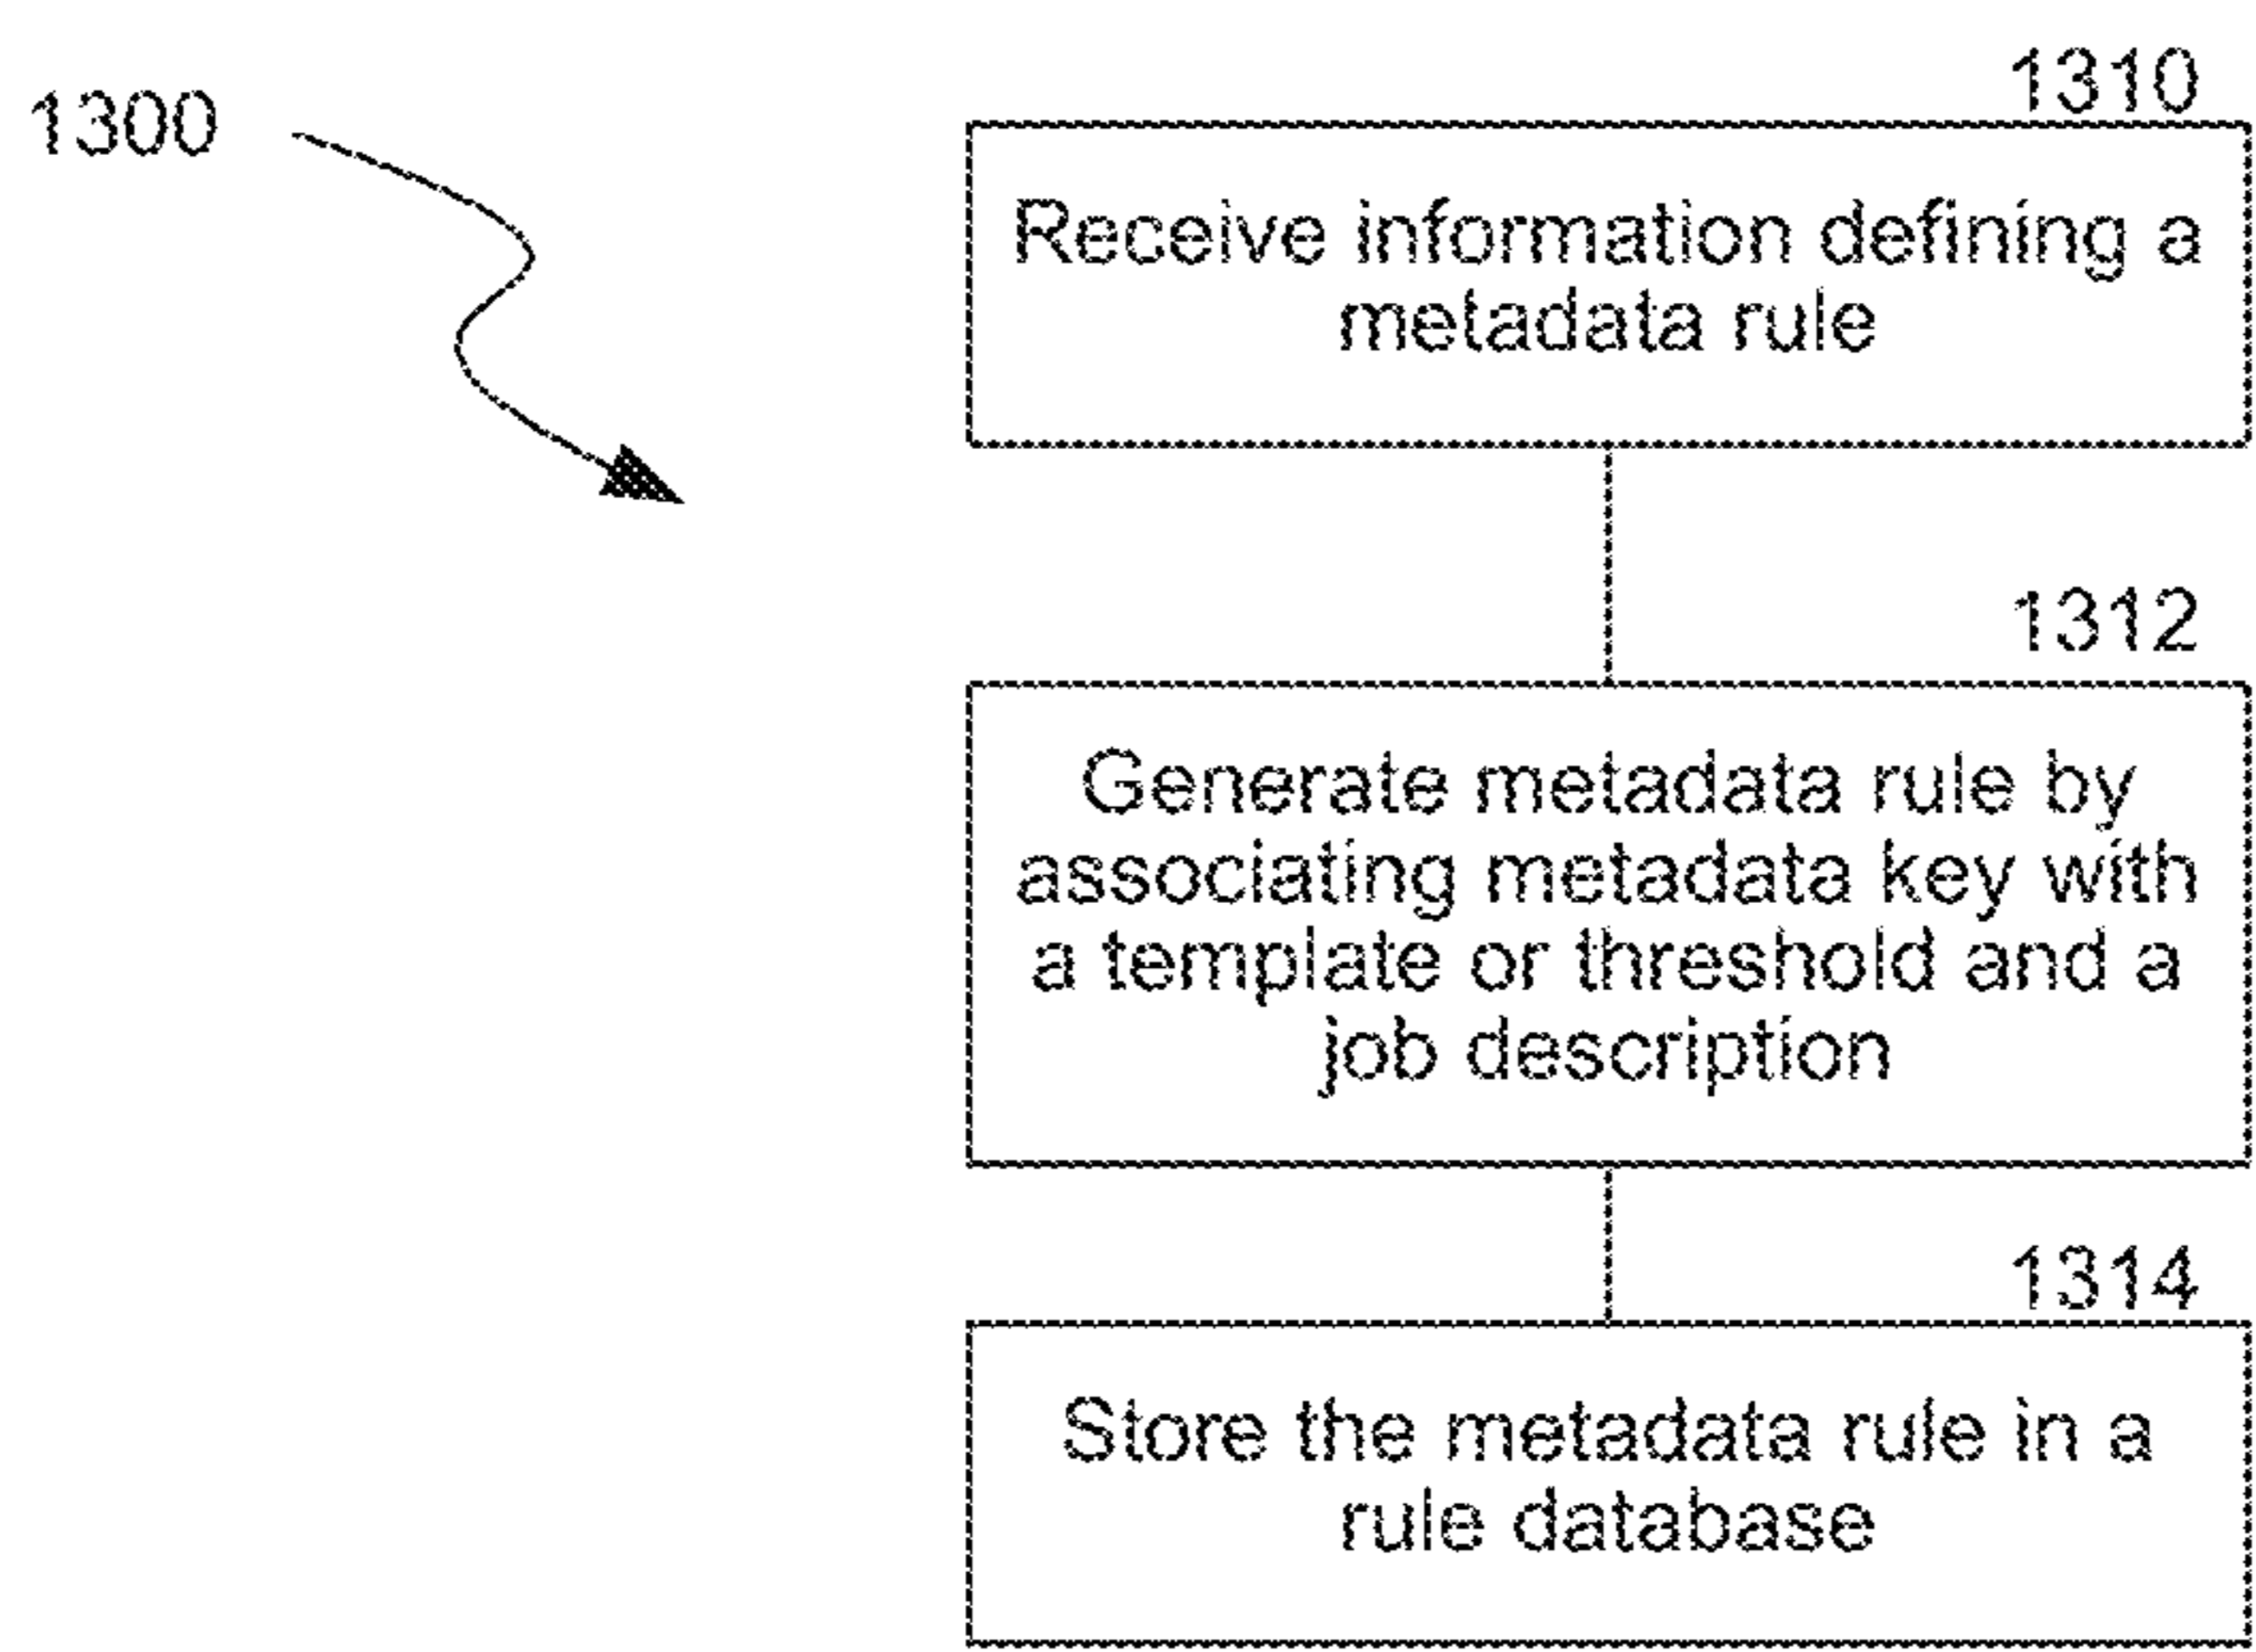 1300
1310
Receive information defining a
metadata rule
1312
Generate metadata rule by
associating metadata key with
a template or threshold and a
job description
1314
Store the metadata rule in a
rule database